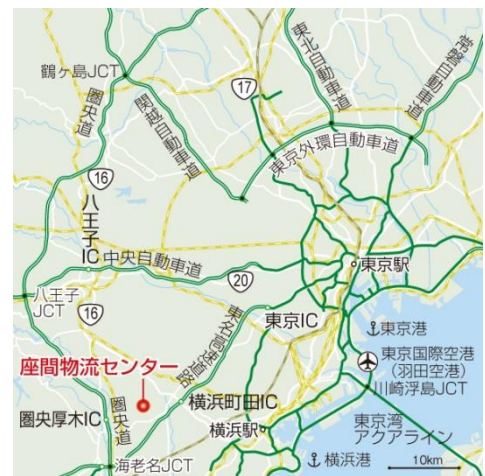 鶴ヶ島JCT
圏央道
関越自動車道
17
東北自動車道
常磐自動車道
東京外環自動車道
16
八王子
IC
中央自動車道
20
東京駅
八王子
JCT
16
東名高速道路
東京IC
東京港
東京国際空港
(羽田空港)
川崎浮島JCT
座間物流センター
圏央道
横浜町田IC
圏央厚木IC
横浜駅
東京湾
アクアライン
海老名JCT
横浜港
10km